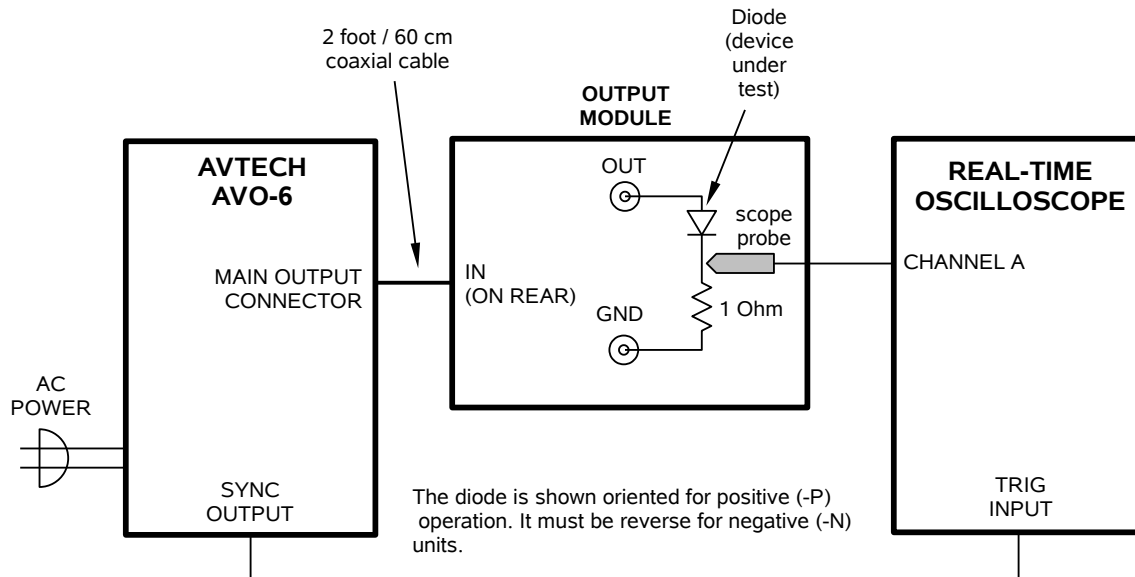 2 foot / 60 cm
coaxial cable
Diode
(device
under
test)
OUTPUT
MODULE
AVTECH
AVO-6
MAIN OUTPUT
CONNECTOR
IN
(ON REAR)
OUT
GND
scope
probe
1 Ohm
REAL-TIME
OSCILLOSCOPE
CHANNEL A
AC
POWER
SYNC
OUTPUT
The diode is shown oriented for positive (-P)
operation. It must be reverse for negative (-N)
units.
TRIG
INPUT